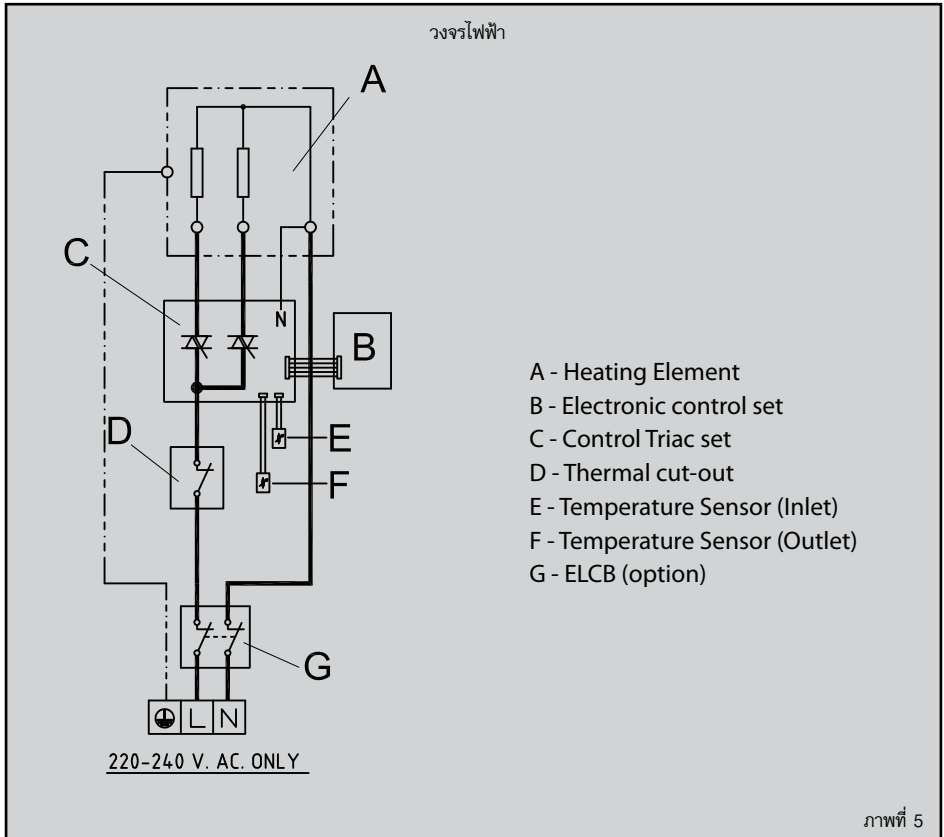 วงจรไฟฟ้า
A
C
N
B
D
E
F
G
L N
220-240 V. AC. ONLY
A - Heating Element
B - Electronic control set
C - Control Triac set
D - Thermal cut-out
E - Temperature Sensor (Inlet)
F - Temperature Sensor (Outlet)
G - ELCB (option)
ภาพที่ 5